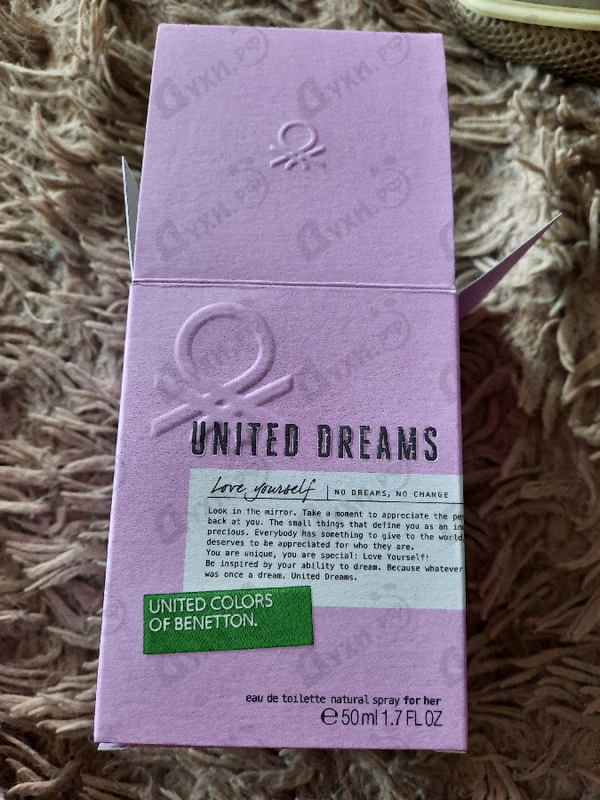 UNITED DREAMS
Love yourself | NO DREAMS, NO CHANGE
Look in the mirror. Take a moment to appreciate the
back at you. The small things that define you as an
precious. Everybody has something to give to the world,
deserves to be appreciated for who they are.
You are unique, you are special: Love Yourself!
Be inspired by your ability to dream. Because whatever
was once a dream. United Dreams.
UNITED COLORS
OF BENETTON.
eau de toilette natural spray for her
℮ 50 ml 1.7 FL OZ
Духи.рф